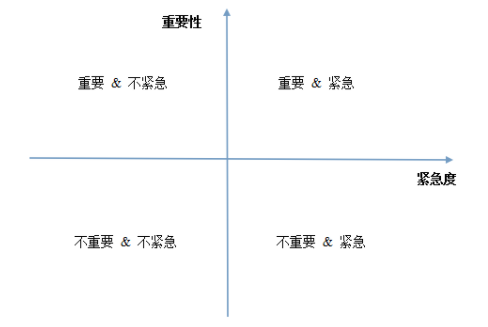 重要性
重要 & 不紧急
重要 & 紧急
紧急度
不重要 & 不紧急
不重要 & 紧急